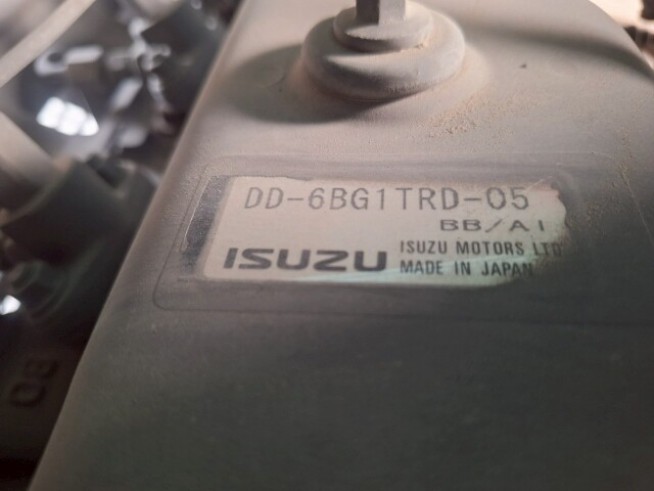 DD-6BG1TRD-05
BB/A1
ISUZU
ISUZU MOTORS LTD
MADE IN JAPAN